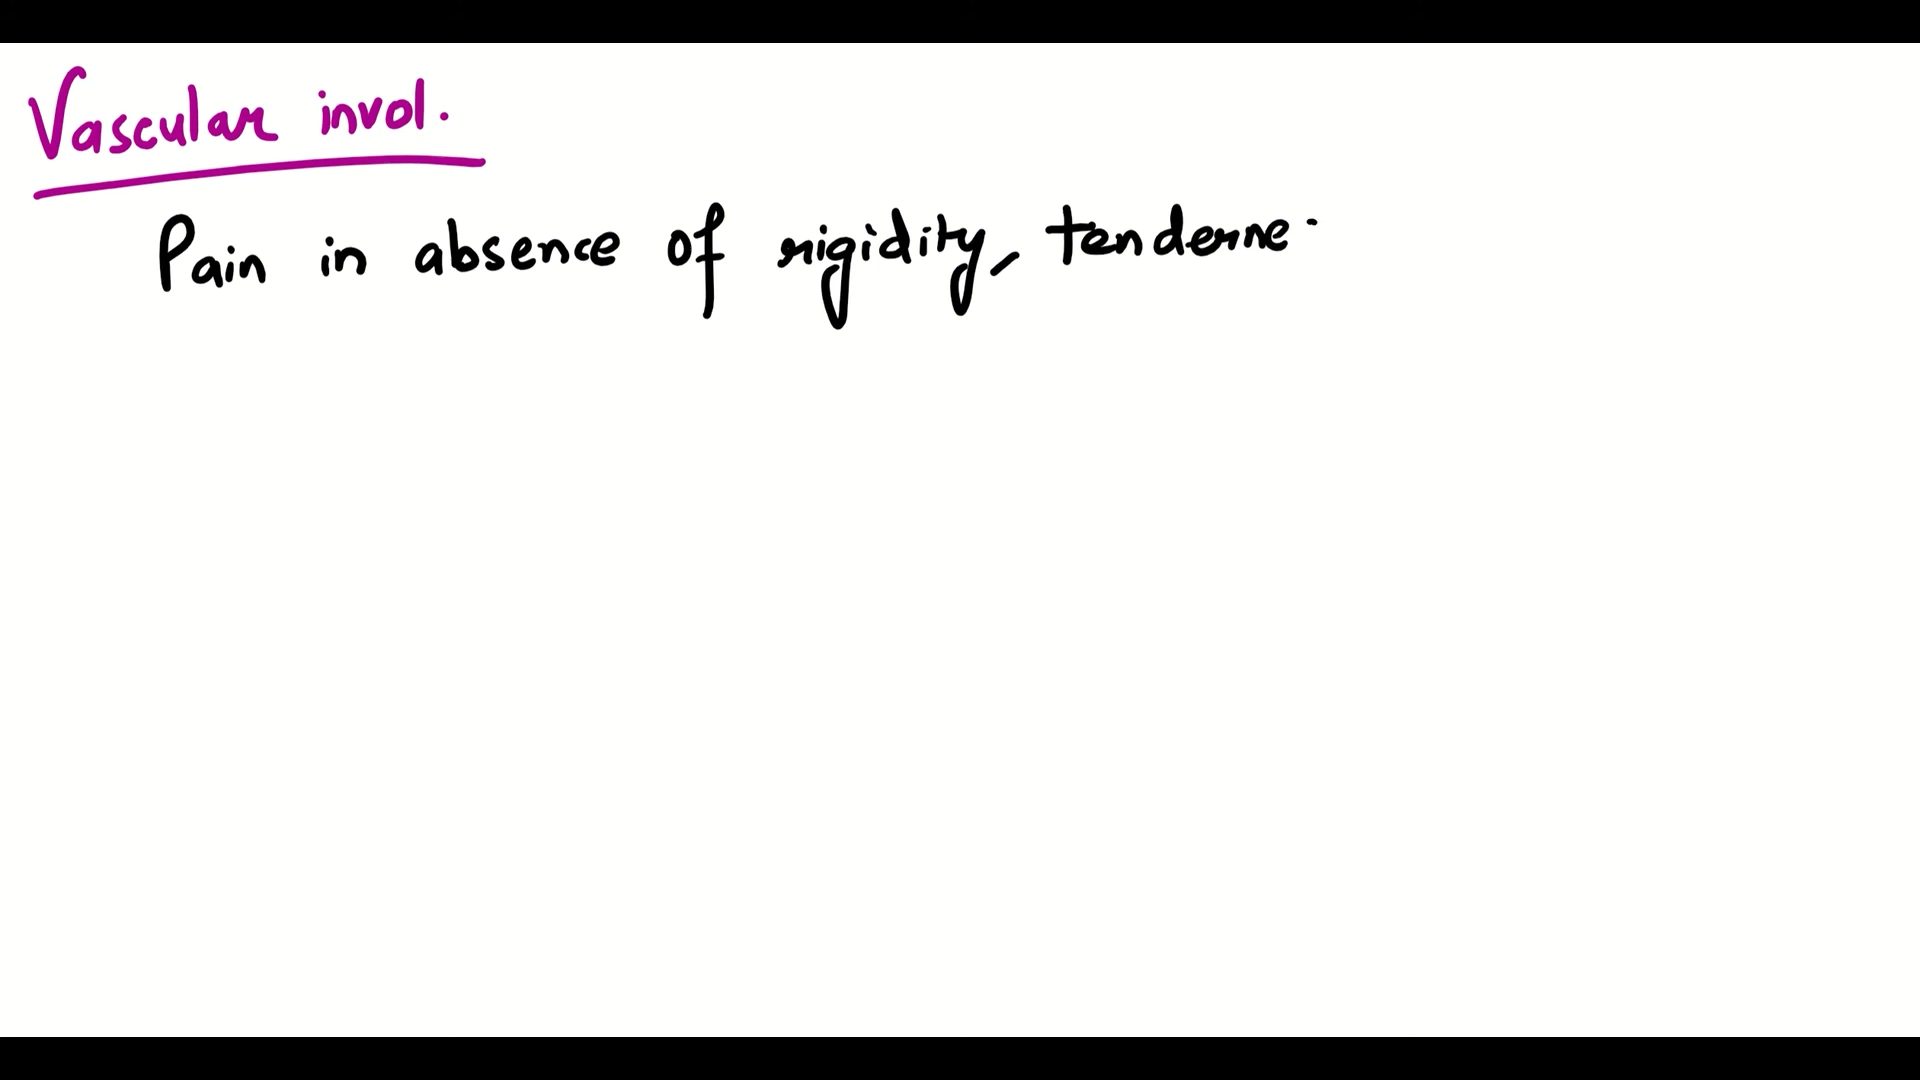 Vascular invol.
Pain in absence of rigidity, tenderne